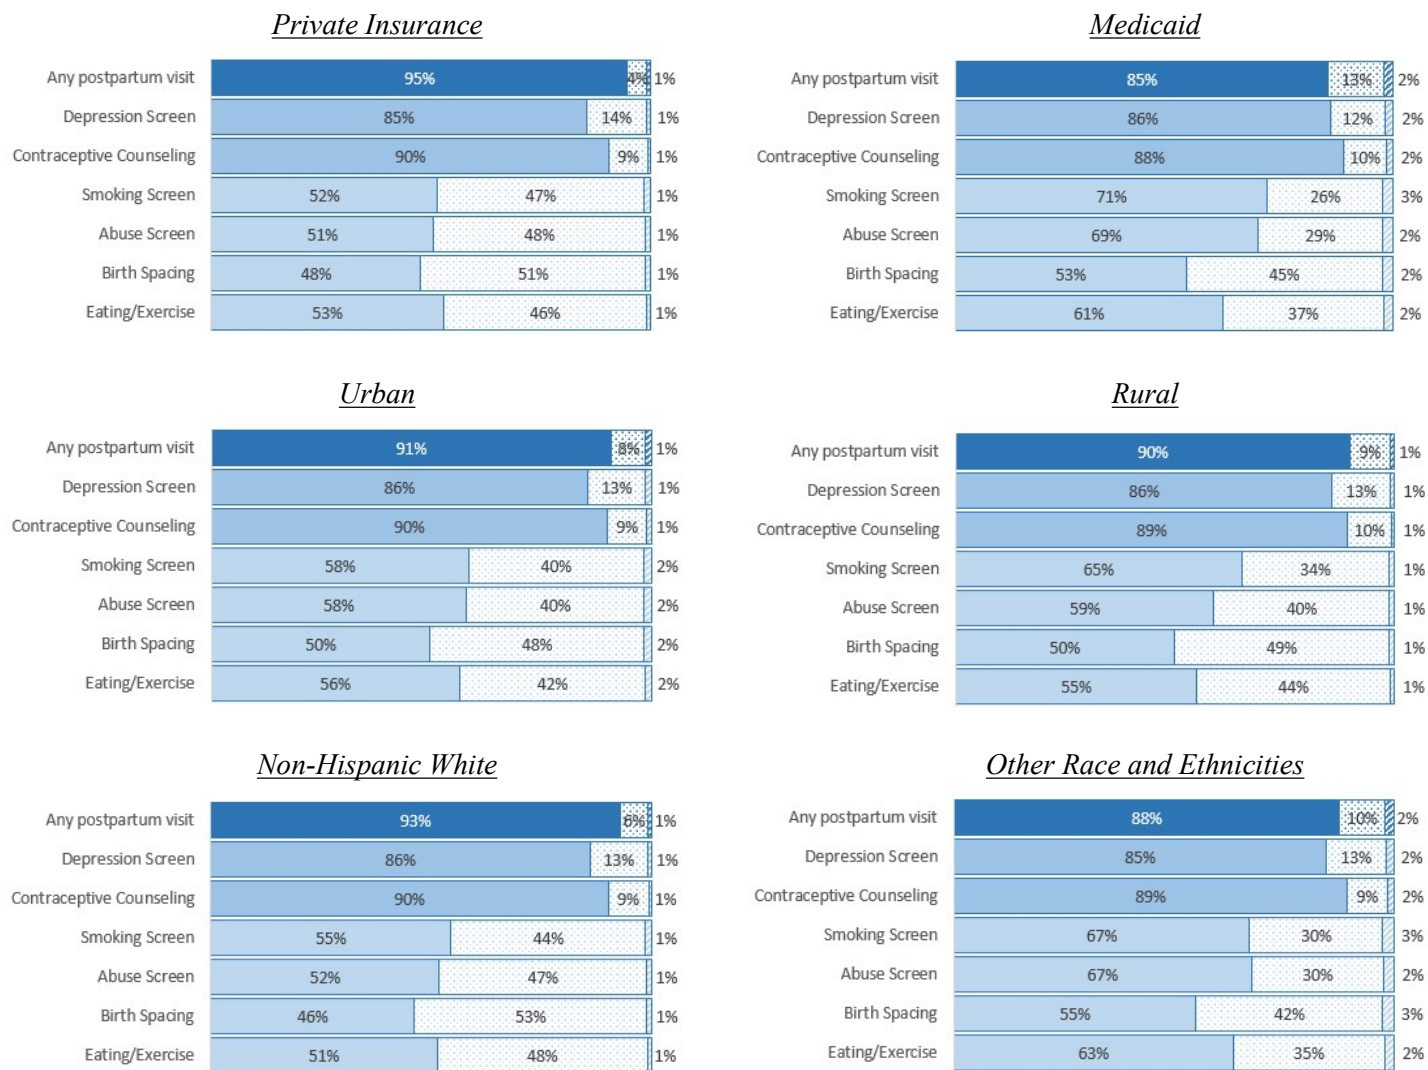 Private Insurance
Any postpartum visit 95% 4% 1%
Depression Screen 85% 14% 1%
Contraceptive Counseling 90% 9% 1%
Smoking Screen 52% 47% 1%
Abuse Screen 51% 48% 1%
Birth Spacing 48% 51% 1%
Eating/Exercise 53% 46% 1%
Medicaid
Any postpartum visit 85% 13% 2%
Depression Screen 86% 12% 2%
Contraceptive Counseling 88% 10% 2%
Smoking Screen 71% 26% 3%
Abuse Screen 69% 29% 2%
Birth Spacing 53% 45% 2%
Eating/Exercise 61% 37% 2%
Urban
Any postpartum visit 91% 8% 1%
Depression Screen 86% 13% 1%
Contraceptive Counseling 90% 9% 1%
Smoking Screen 58% 40% 2%
Abuse Screen 58% 40% 2%
Birth Spacing 50% 48% 2%
Eating/Exercise 56% 42% 2%
Rural
Any postpartum visit 90% 9% 1%
Depression Screen 86% 13% 1%
Contraceptive Counseling 89% 10% 1%
Smoking Screen 65% 34% 1%
Abuse Screen 59% 40% 1%
Birth Spacing 50% 49% 1%
Eating/Exercise 55% 44% 1%
Non-Hispanic White
Any postpartum visit 93% 6% 1%
Depression Screen 86% 13% 1%
Contraceptive Counseling 90% 9% 1%
Smoking Screen 55% 44% 1%
Abuse Screen 52% 47% 1%
Birth Spacing 46% 53% 1%
Eating/Exercise 51% 48% 1%
Other Race and Ethnicities
Any postpartum visit 88% 10% 2%
Depression Screen 85% 13% 2%
Contraceptive Counseling 89% 9% 2%
Smoking Screen 67% 30% 3%
Abuse Screen 67% 30% 2%
Birth Spacing 55% 42% 3%
Eating/Exercise 63% 35% 2%